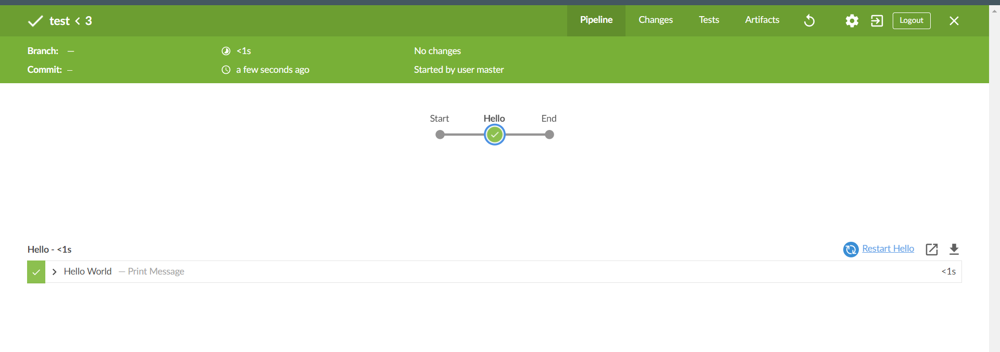 test < 3
Pipeline
Changes
Tests
Artifacts
Logout
Branch: —
<1s
No changes
Commit: –
a few seconds ago
Started by user master
Start
Hello
End
Hello - <1s
Restart Hello
Hello World — Print Message
<1s